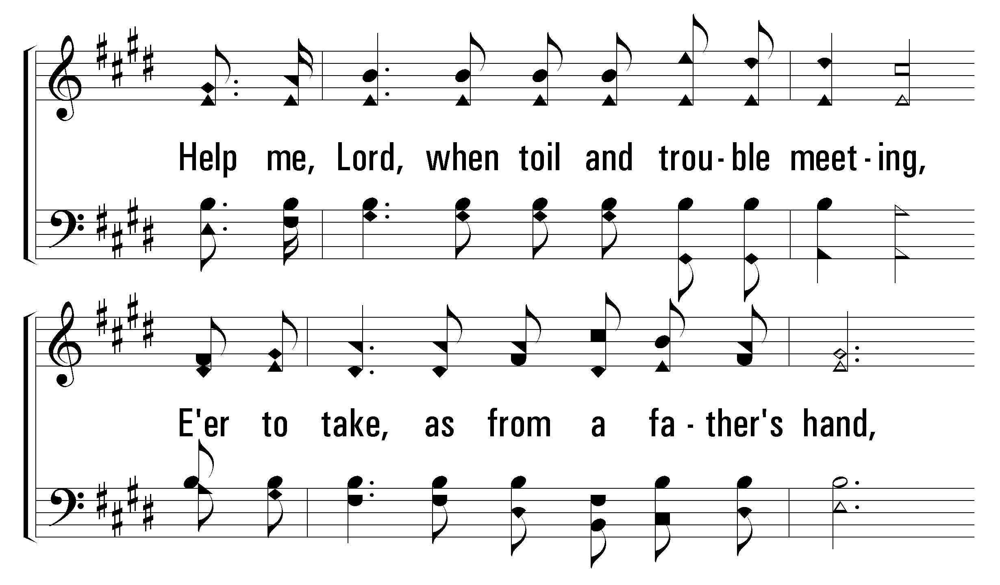 Help me, Lord, when toil and trou - ble meet - ing,
E'er to take, as from a fa - ther's hand,